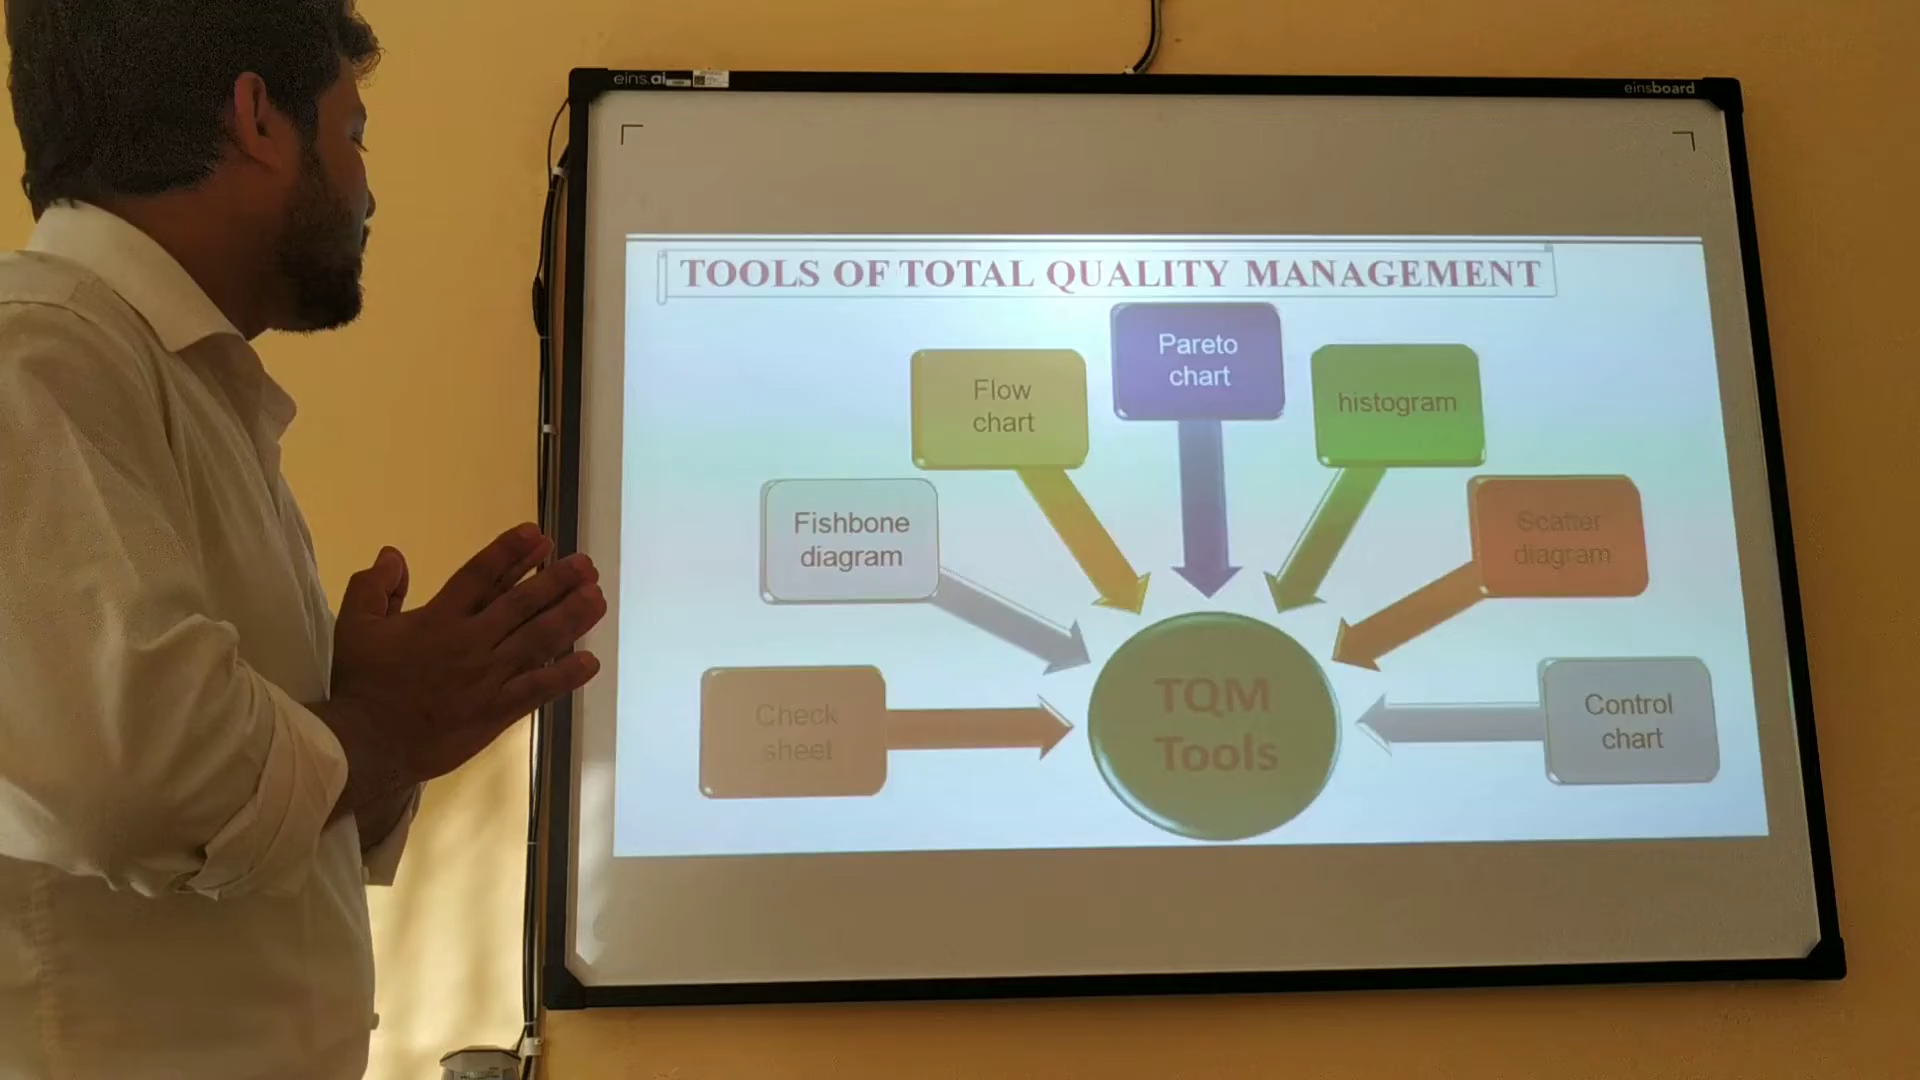 eins.ai
einsboard
TOOLS OF TOTAL QUALITY MANAGEMENT
Pareto
chart
Flow
chart
histogram
Fishbone
diagram
Scatter
diagram
Check
sheet
TQM
Tools
Control
chart